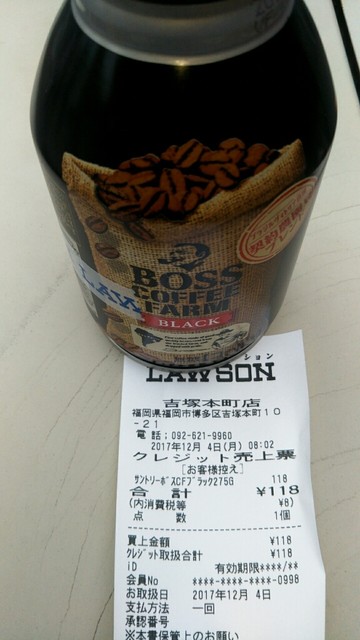 BOSS
COFFEE
FARM
BLACK
LAW
ーション
LAWSON
吉塚本町店
福岡県福岡市博多区吉塚本町10
-21
電話:092-621-9960
2017年12月 4日(月) 08:02
クレジット売上票
[お客様控え]
サントリーボスCFブラック275G 118
合 計 ¥118
(内消費税等 ¥8)
点 数 1個
買上金額 ¥118
クレジット取扱合計 ¥118
iD 有効期限****/**
会員No ****-****-****-0998
お取扱日 2017年12月 4日
支払方法 一回
承認番号
※本書保管上のお願い